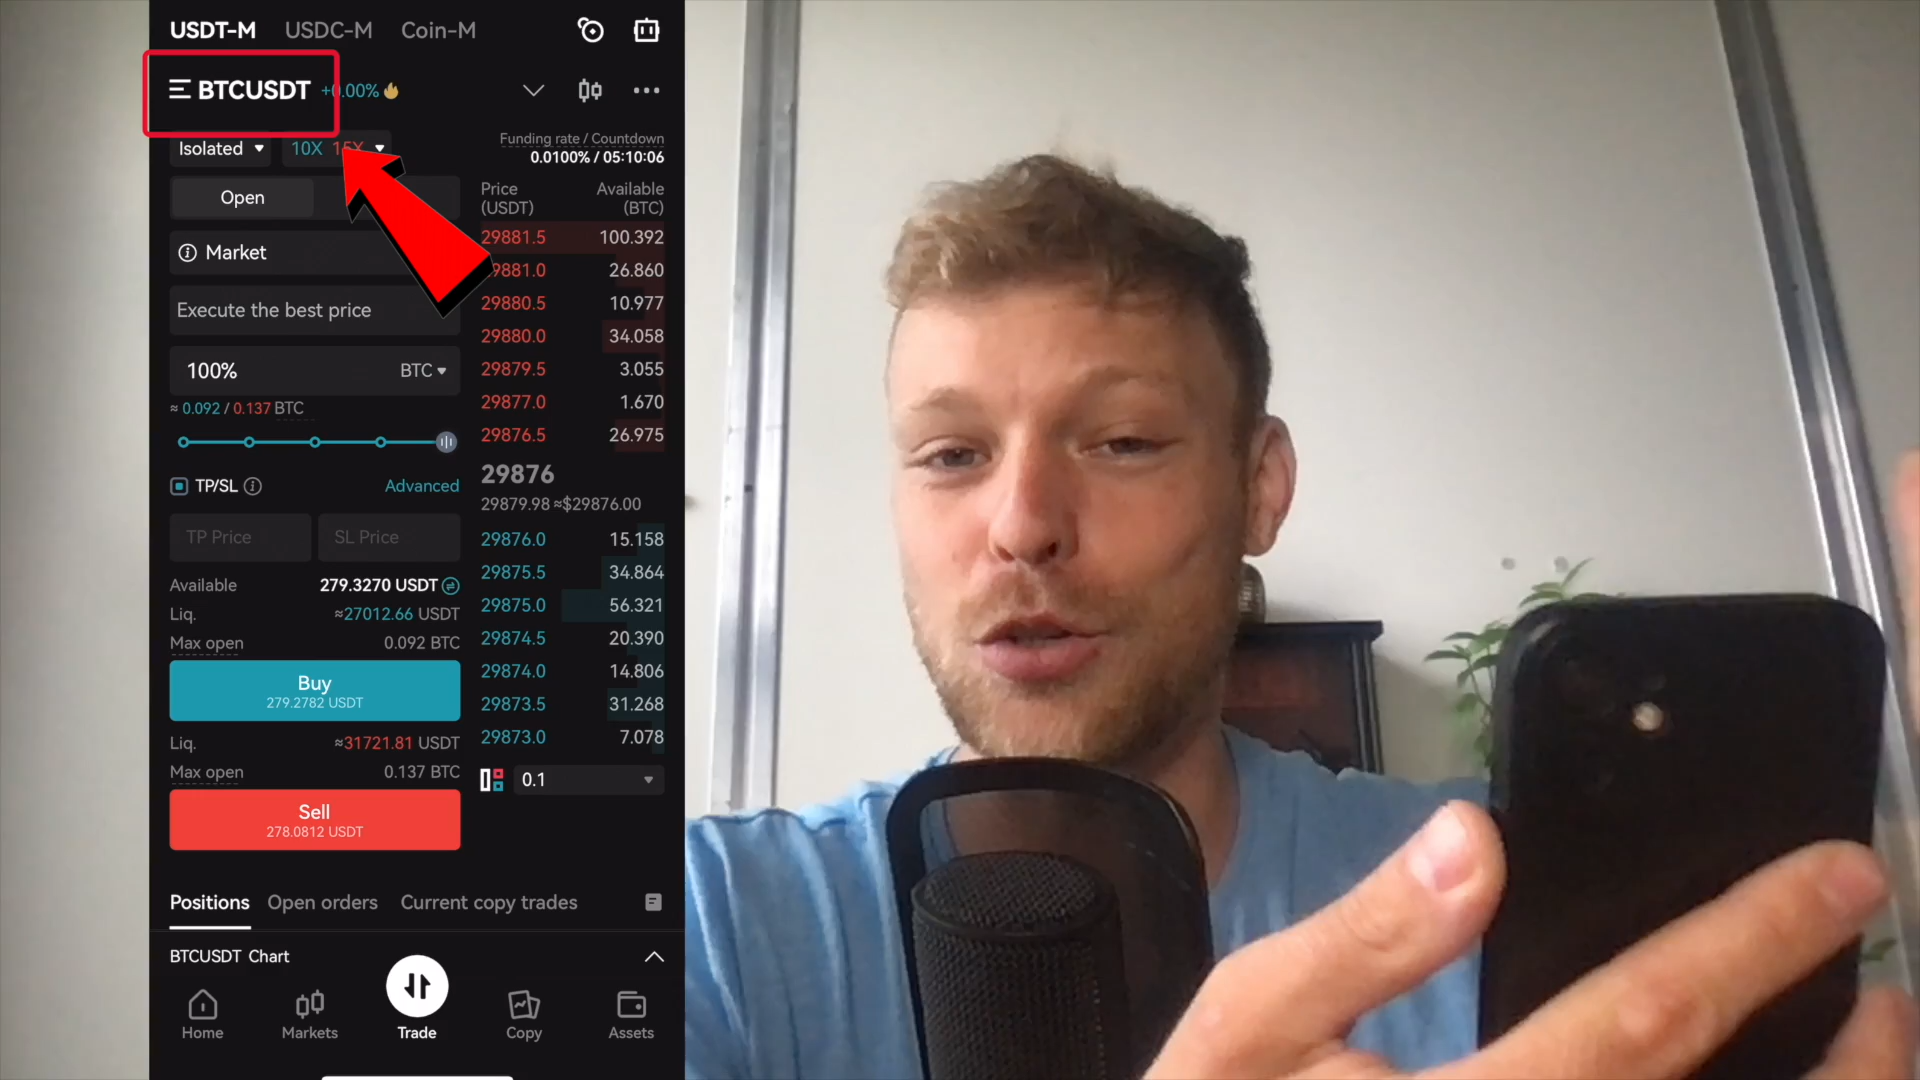 USDT-M USDC-M Coin-M
BTCUSDT +0.00%
Isolated 10X 15X
Funding rate / Countdown
0.0100% / 05:10:06
Open
Market
Execute the best price
100% BTC
≈ 0.092 / 0.137 BTC
TP/SL Advanced
TP Price SL Price
Available 279.3270 USDT
Liq. ≈27012.66 USDT
Max open 0.092 BTC
Buy
279.2782 USDT
Liq. ≈31721.81 USDT
Max open 0.137 BTC
Sell
278.0812 USDT
Price Available
(USDT) (BTC)
29881.5 100.392
9881.0 26.860
29880.5 10.977
29880.0 34.058
29879.5 3.055
29877.0 1.670
29876.5 26.975
29876
29879.98 ≈$29876.00
29876.0 15.158
29875.5 34.864
29875.0 56.321
29874.5 20.390
29874.0 14.806
29873.5 31.268
29873.0 7.078
0.1
Positions Open orders Current copy trades
BTCUSDT Chart
Home Markets Trade Copy Assets